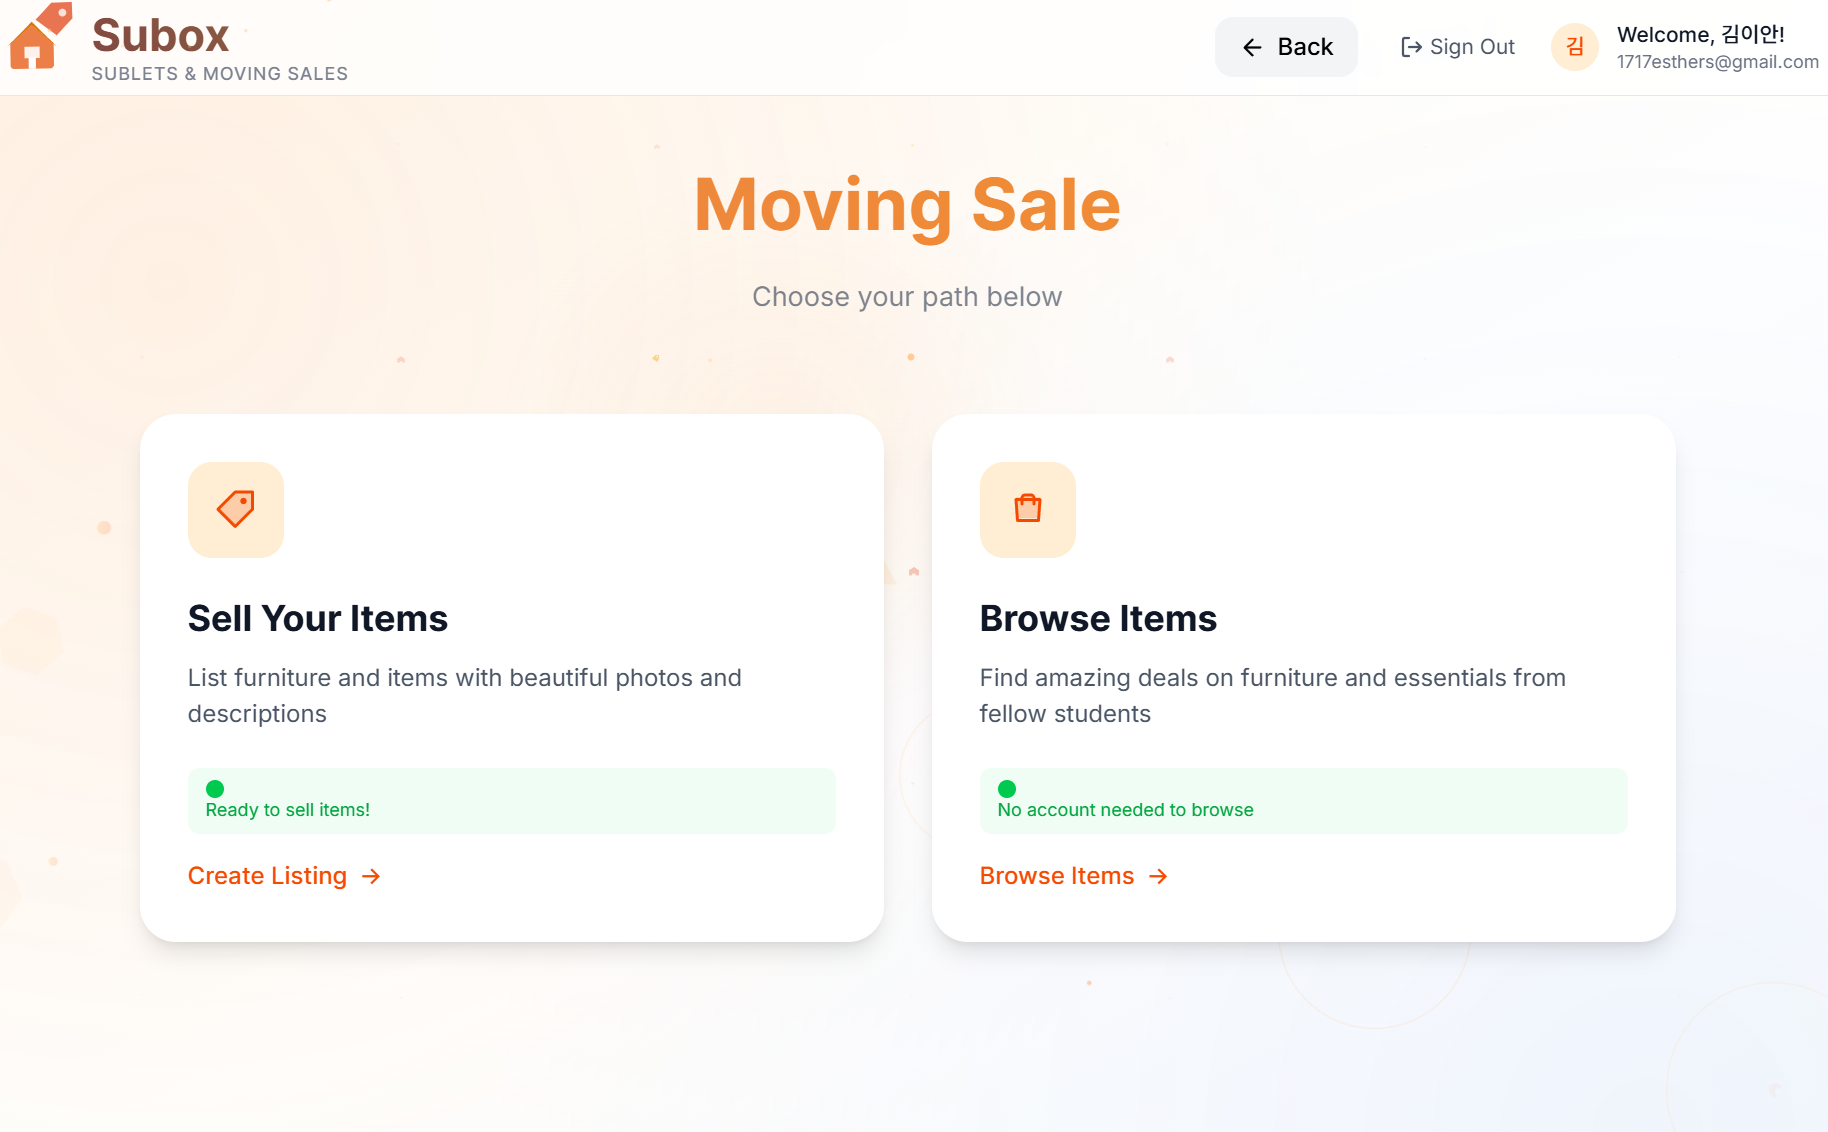 Subox
SUBLETS & MOVING SALES
Back
Sign Out
김
Welcome, 김이안!
1717esthers@gmail.com
Moving Sale
Choose your path below
Sell Your Items
List furniture and items with beautiful photos and
descriptions
Ready to sell items!
Create Listing
Browse Items
Find amazing deals on furniture and essentials from
fellow students
No account needed to browse
Browse Items